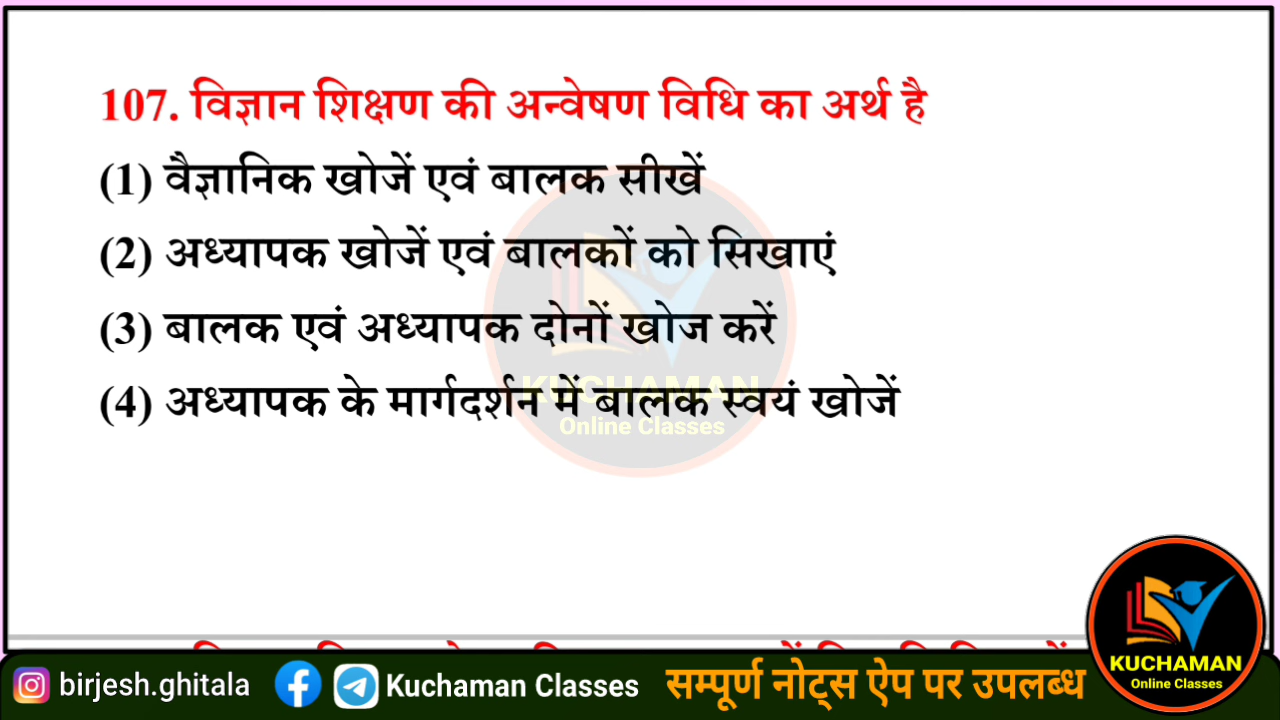 107. विज्ञान शिक्षण की अन्वेषण विधि का अर्थ है
(1) वैज्ञानिक खोजें एवं बालक सीखें
(2) अध्यापक खोजें एवं बालकों को सिखाएं
(3) बालक एवं अध्यापक दोनों खोज करें
(4) अध्यापक के मार्गदर्शन में बालक स्वयं खोजें
KUCHAMAN
Online Classes
birjesh.ghitala
Kuchaman Classes
सम्पूर्ण नोट्स ऐप पर उपलब्ध
KUCHAMAN
Online Classes